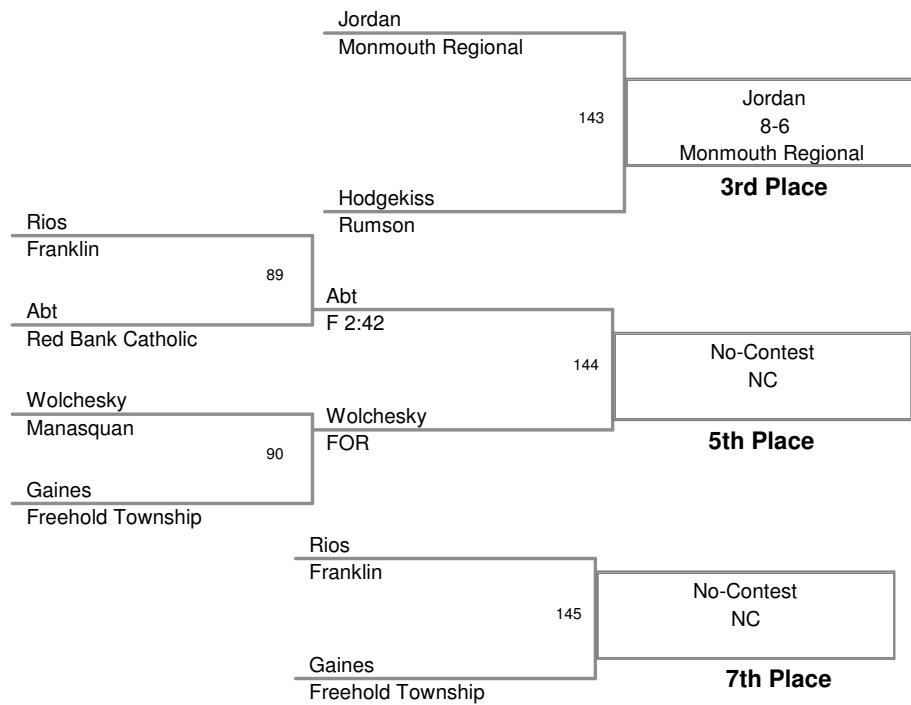 Jordan
Monmouth Regional
143
Jordan
8-6
Monmouth Regional
3rd Place
Hodgekiss
Rumson
Rios
Franklin
89
Abt
Red Bank Catholic
Abt
F 2:42
144
No-Contest
NC
5th Place
Wolchesky
Manasquan
90
Wolchesky
FOR
Gaines
Freehold Township
Rios
Franklin
145
No-Contest
NC
7th Place
Gaines
Freehold Township